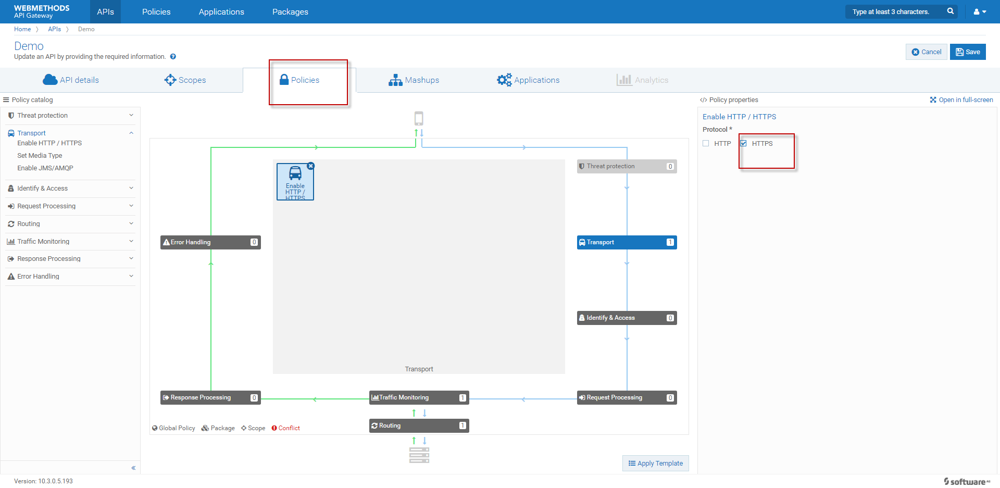 WEBMETHODS
API Gateway
APIs
Policies
Applications
Packages
Type at least 3 characters.
Home
APIs
Demo
Demo
Update an API by providing the required information.
Cancel
Save
API details
Scopes
Policies
Mashups
Applications
Analytics
Policy catalog
Threat protection
Transport
Enable HTTP / HTTPS
Set Media Type
Enable JMS/AMQP
Identify & Access
Request Processing
Routing
Traffic Monitoring
Response Processing
Error Handling
Enable
HTTP /
HTTPS
Transport
Threat protection 0
Transport 1
Identify & Access 0
Request Processing 0
Traffic Monitoring 1
Routing 1
Response Processing 0
Error Handling 0
Global Policy
Package
Scope
Conflict
Apply Template
</> Policy properties
Open in full-screen
Enable HTTP / HTTPS
Protocol *
HTTP
HTTPS
«
Version: 10.3.0.5.193
software AG